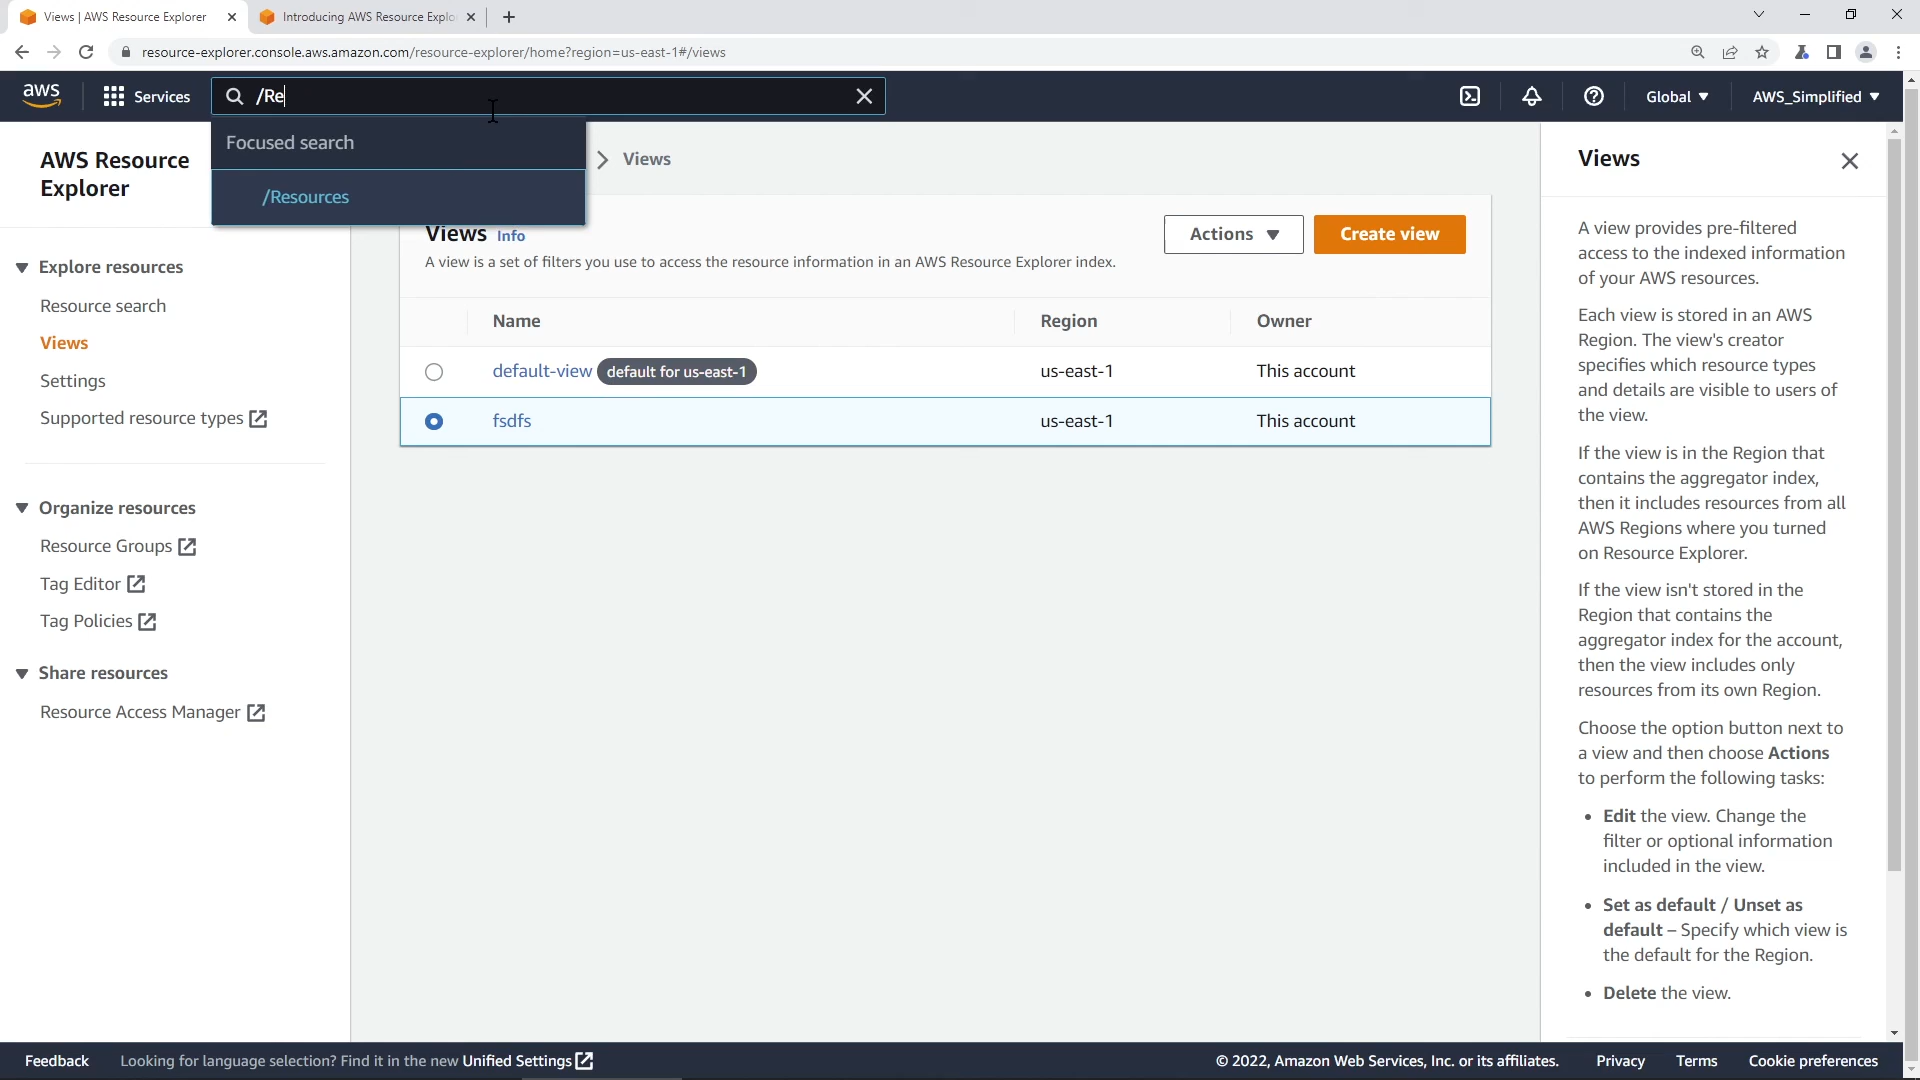 Views | AWS Resource Explorer
Introducing AWS Resource Explo
resource-explorer.console.aws.amazon.com/resource-explorer/home?region=us-east-1#/views
aws
Services
/Re
Global
AWS_Simplified
Focused search
/Resources
AWS Resource
Explorer
Explore resources
Resource search
Views
Settings
Supported resource types
Organize resources
Resource Groups
Tag Editor
Tag Policies
Share resources
Resource Access Manager
Views
Views Info
A view is a set of filters you use to access the resource information in an AWS Resource Explorer index.
Actions
Create view
Name Region Owner
default-view default for us-east-1 us-east-1 This account
fsdfs us-east-1 This account
Views
A view provides pre-filtered
access to the indexed information
of your AWS resources.
Each view is stored in an AWS
Region. The view's creator
specifies which resource types
and details are visible to users of
the view.
If the view is in the Region that
contains the aggregator index,
then it includes resources from all
AWS Regions where you turned
on Resource Explorer.
If the view isn't stored in the
Region that contains the
aggregator index for the account,
then the view includes only
resources from its own Region.
Choose the option button next to
a view and then choose Actions
to perform the following tasks:
• Edit the view. Change the
filter or optional information
included in the view.
• Set as default / Unset as
default – Specify which view is
the default for the Region.
• Delete the view.
Feedback
Looking for language selection? Find it in the new Unified Settings
© 2022, Amazon Web Services, Inc. or its affiliates.
Privacy
Terms
Cookie preferences